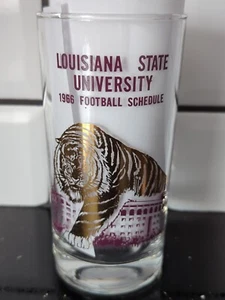 LOUISIANA STATE
UNIVERSITY
1966 FOOTBALL SCHEDULE